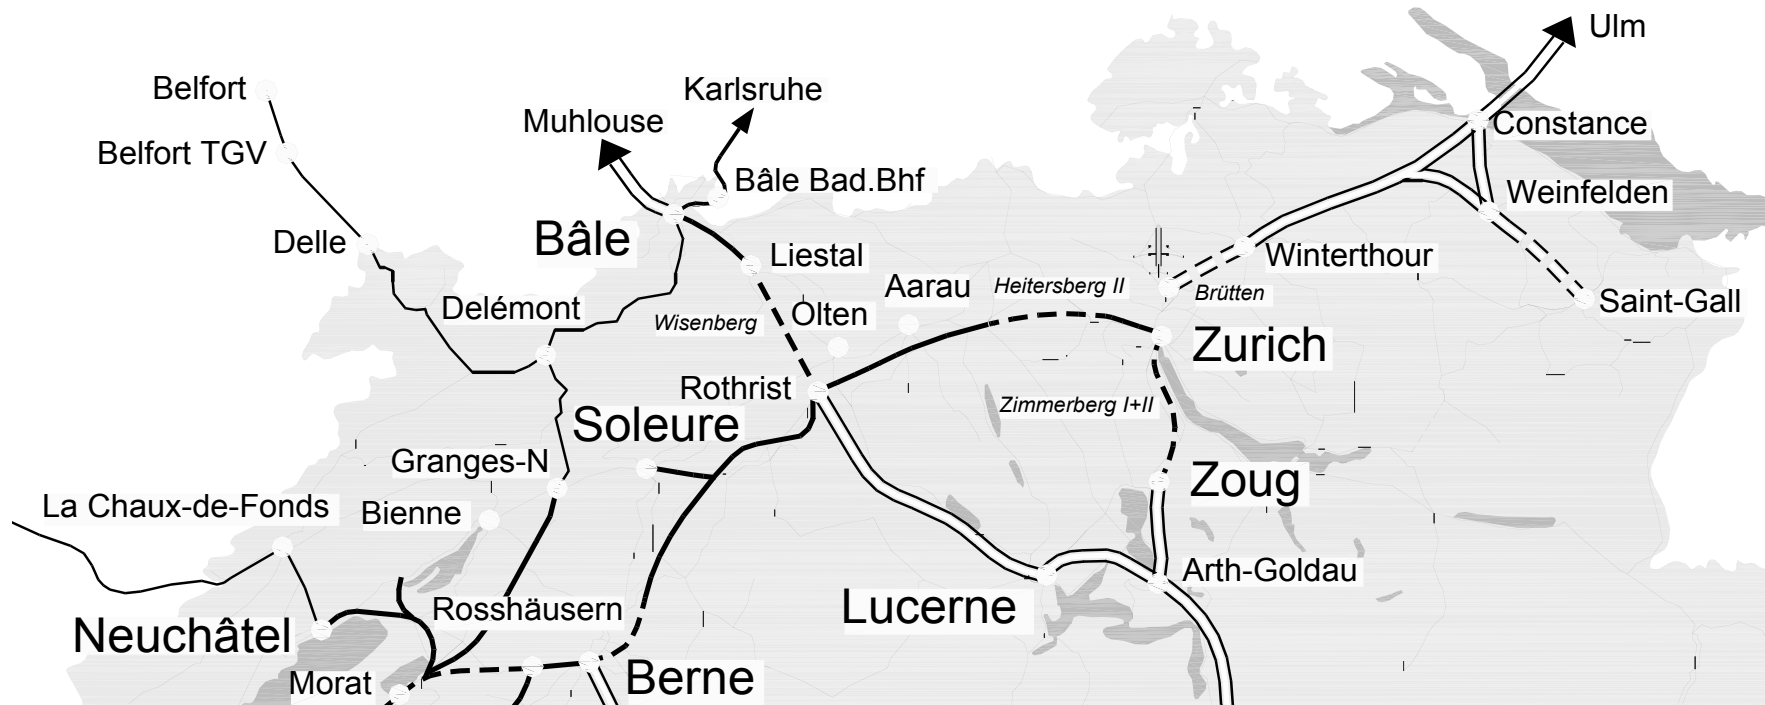 Ulm
Belfort
Karlsruhe
Muhlouse
Constance
Belfort TGV
Bâle Bad.Bhf
Weinfelden
Delle
Bâle
Liestal
Winterthour
Aarau
Heitersberg II
Brütten
Saint-Gall
Delémont
Wisenberg
Olten
Zurich
Rothrist
Zimmerberg I+II
Soleure
Granges-N
Zoug
La Chaux-de-Fonds
Bienne
Arth-Goldau
Rosshäusern
Lucerne
Neuchâtel
Morat
Berne